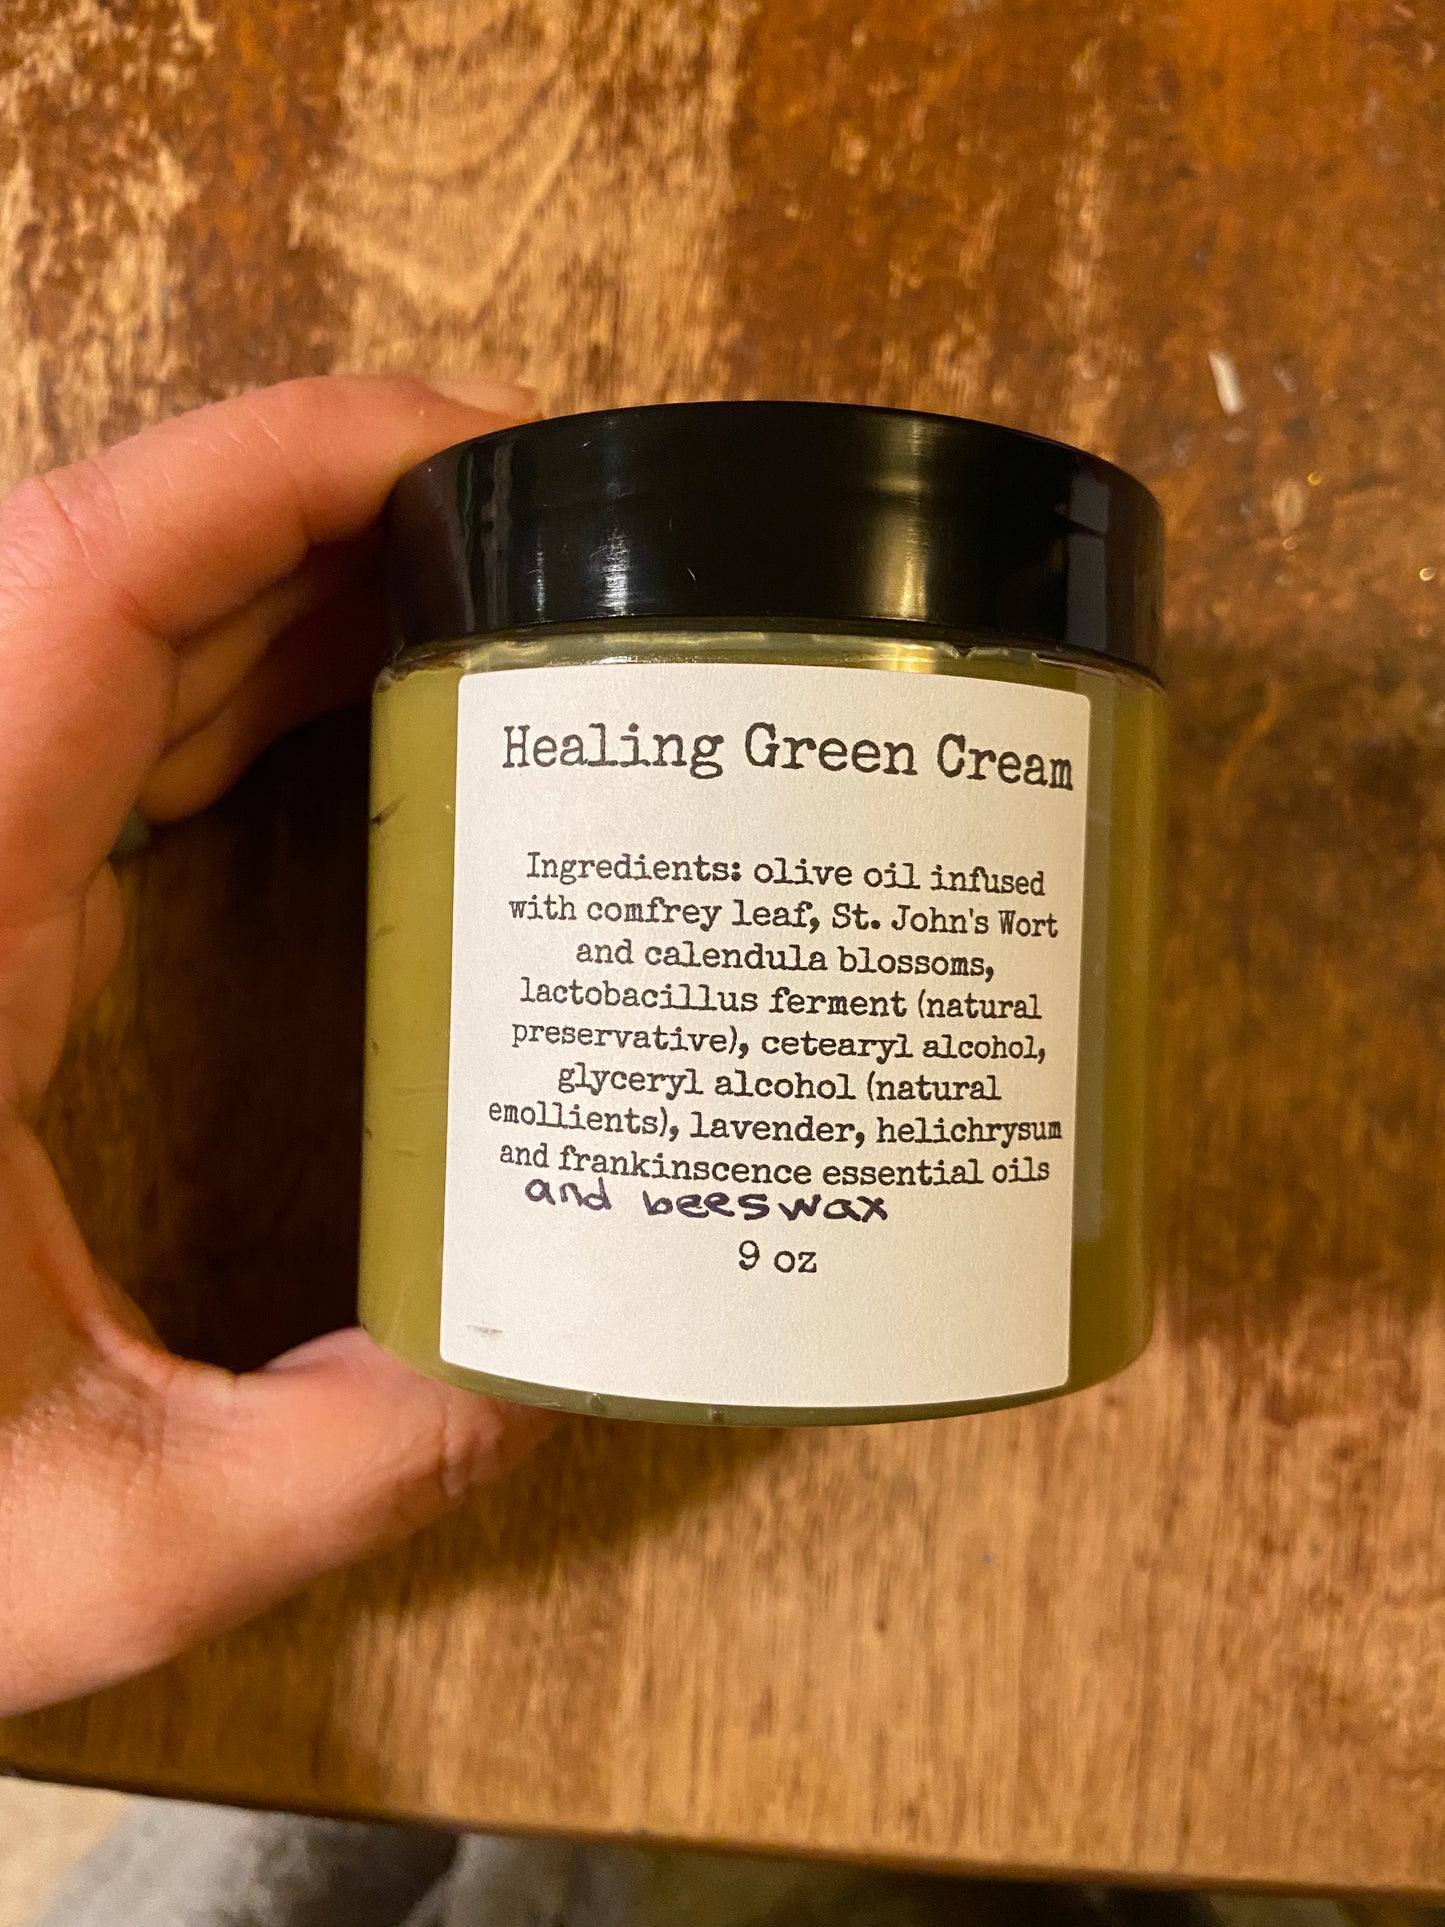 Healing Green Cream
Ingredients: olive oil infused
with comfrey leaf, St. John's Wort
and calendula blossoms,
lactobacillus ferment (natural
preservative), cetearyl alcohol,
glyceryl alcohol (natural
emollients), lavender, helichrysum
and frankinscence essential oils
and beeswax
9 oz